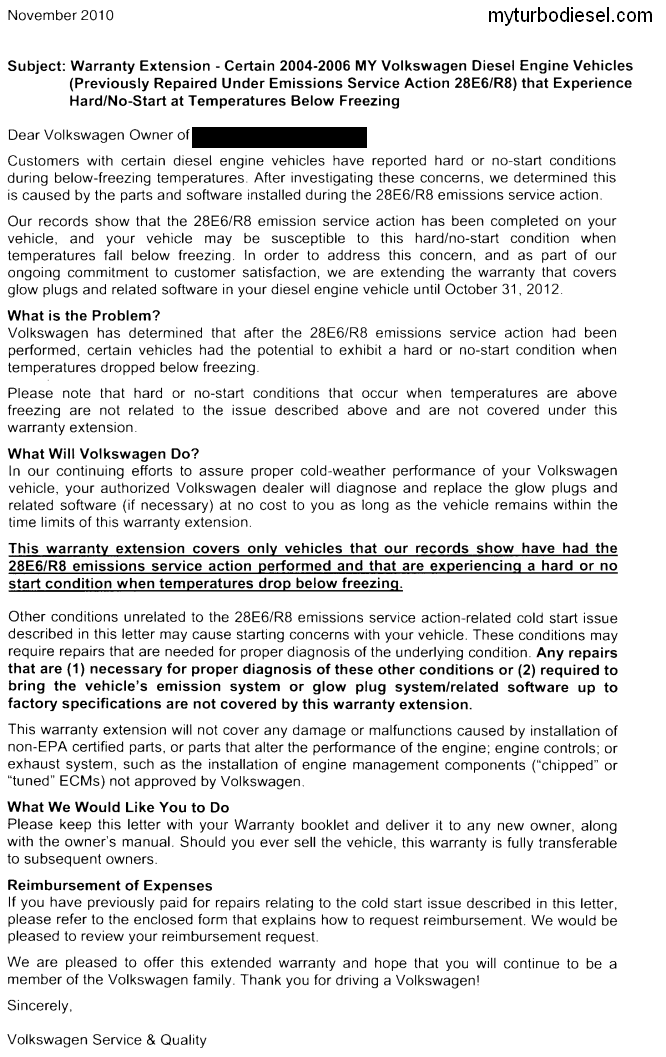 November 2010
myturbodiesel.com
Subject: Warranty Extension - Certain 2004-2006 MY Volkswagen Diesel Engine Vehicles
(Previously Repaired Under Emissions Service Action 28E6/R8) that Experience
Hard/No-Start at Temperatures Below Freezing
Dear Volkswagen Owner of
Customers with certain diesel engine vehicles have reported hard or no-start conditions
during below-freezing temperatures. After investigating these concerns, we determined this
is caused by the parts and software installed during the 28E6/R8 emissions service action.
Our records show that the 28E6/R8 emission service action has been completed on your
vehicle, and your vehicle may be susceptible to this hard/no-start condition when
temperatures fall below freezing. In order to address this concern, and as part of our
ongoing commitment to customer satisfaction, we are extending the warranty that covers
glow plugs and related software in your diesel engine vehicle until October 31, 2012.
What is the Problem?
Volkswagen has determined that after the 28E6/R8 emissions service action had been
performed, certain vehicles had the potential to exhibit a hard or no-start condition when
temperatures dropped below freezing.
Please note that hard or no-start conditions that occur when temperatures are above
freezing are not related to the issue described above and are not covered under this
warranty extension.
What Will Volkswagen Do?
In our continuing efforts to assure proper cold-weather performance of your Volkswagen
vehicle, your authorized Volkswagen dealer will diagnose and replace the glow plugs and
related software (if necessary) at no cost to you as long as the vehicle remains within the
time limits of this warranty extension.
This warranty extension covers only vehicles that our records show have had the
28E6/R8 emissions service action performed and that are experiencing a hard or no
start condition when temperatures drop below freezing.
Other conditions unrelated to the 28E6/R8 emissions service action-related cold start issue
described in this letter may cause starting concerns with your vehicle. These conditions may
require repairs that are needed for proper diagnosis of the underlying condition. Any repairs
that are (1) necessary for proper diagnosis of these other conditions or (2) required to
bring the vehicle's emission system or glow plug system/related software up to
factory specifications are not covered by this warranty extension.
This warranty extension will not cover any damage or malfunctions caused by installation of
non-EPA certified parts, or parts that alter the performance of the engine; engine controls; or
exhaust system, such as the installation of engine management components ("chipped" or
"tuned" ECMs) not approved by Volkswagen.
What We Would Like You to Do
Please keep this letter with your Warranty booklet and deliver it to any new owner, along
with the owner's manual. Should you ever sell the vehicle, this warranty is fully transferable
to subsequent owners.
Reimbursement of Expenses
If you have previously paid for repairs relating to the cold start issue described in this letter,
please refer to the enclosed form that explains how to request reimbursement. We would be
pleased to review your reimbursement request.
We are pleased to offer this extended warranty and hope that you will continue to be a
member of the Volkswagen family. Thank you for driving a Volkswagen!
Sincerely,
Volkswagen Service & Quality